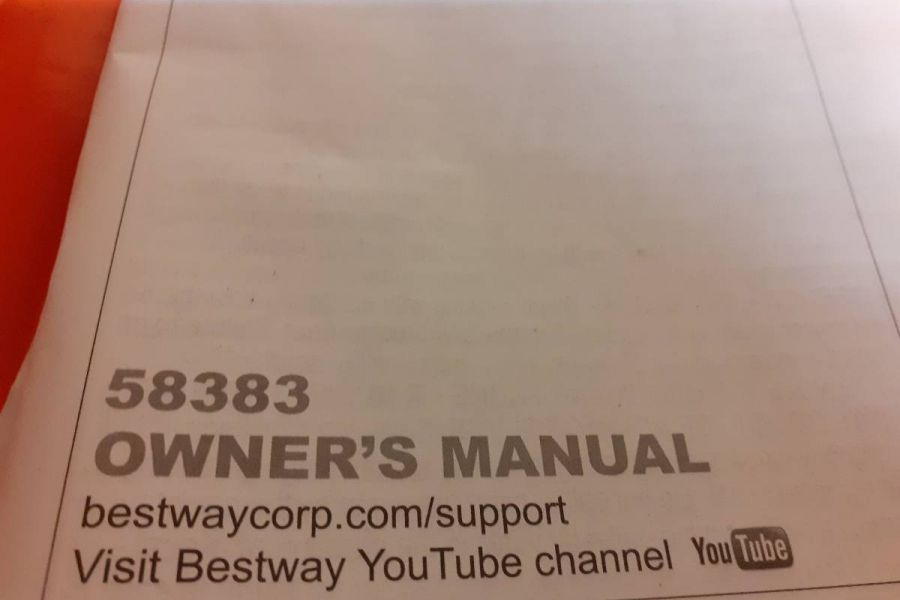 58383
OWNER'S MANUAL
bestwaycorp.com/support
Visit Bestway YouTube channel YouTube